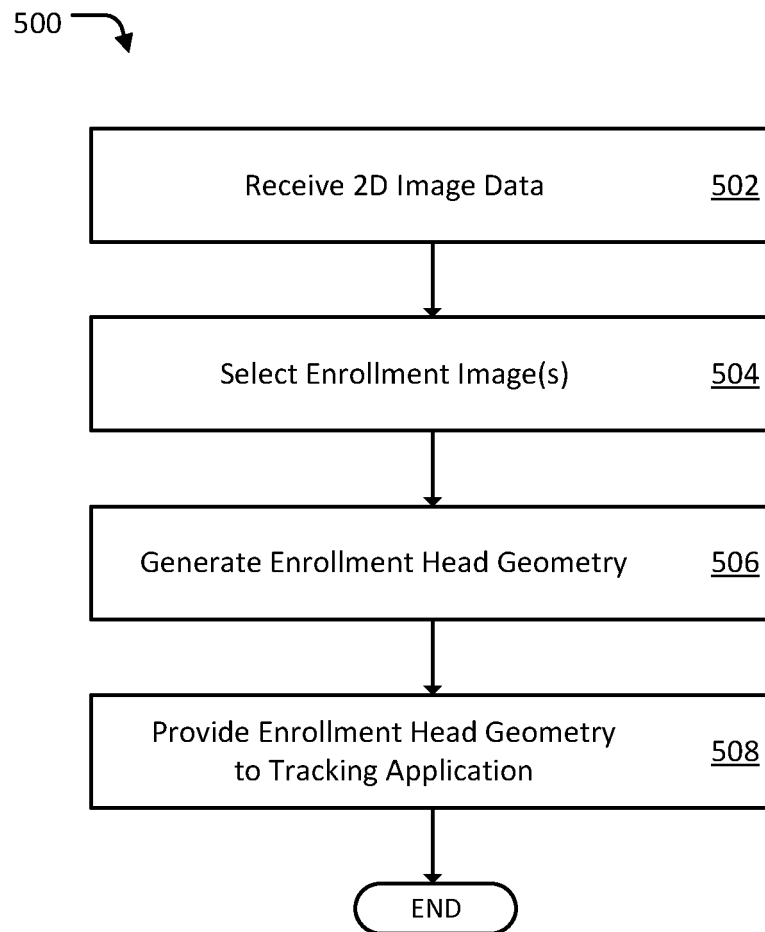 500
Receive 2D Image Data 502
Select Enrollment Image(s) 504
Generate Enrollment Head Geometry 506
Provide Enrollment Head Geometry
to Tracking Application 508
END